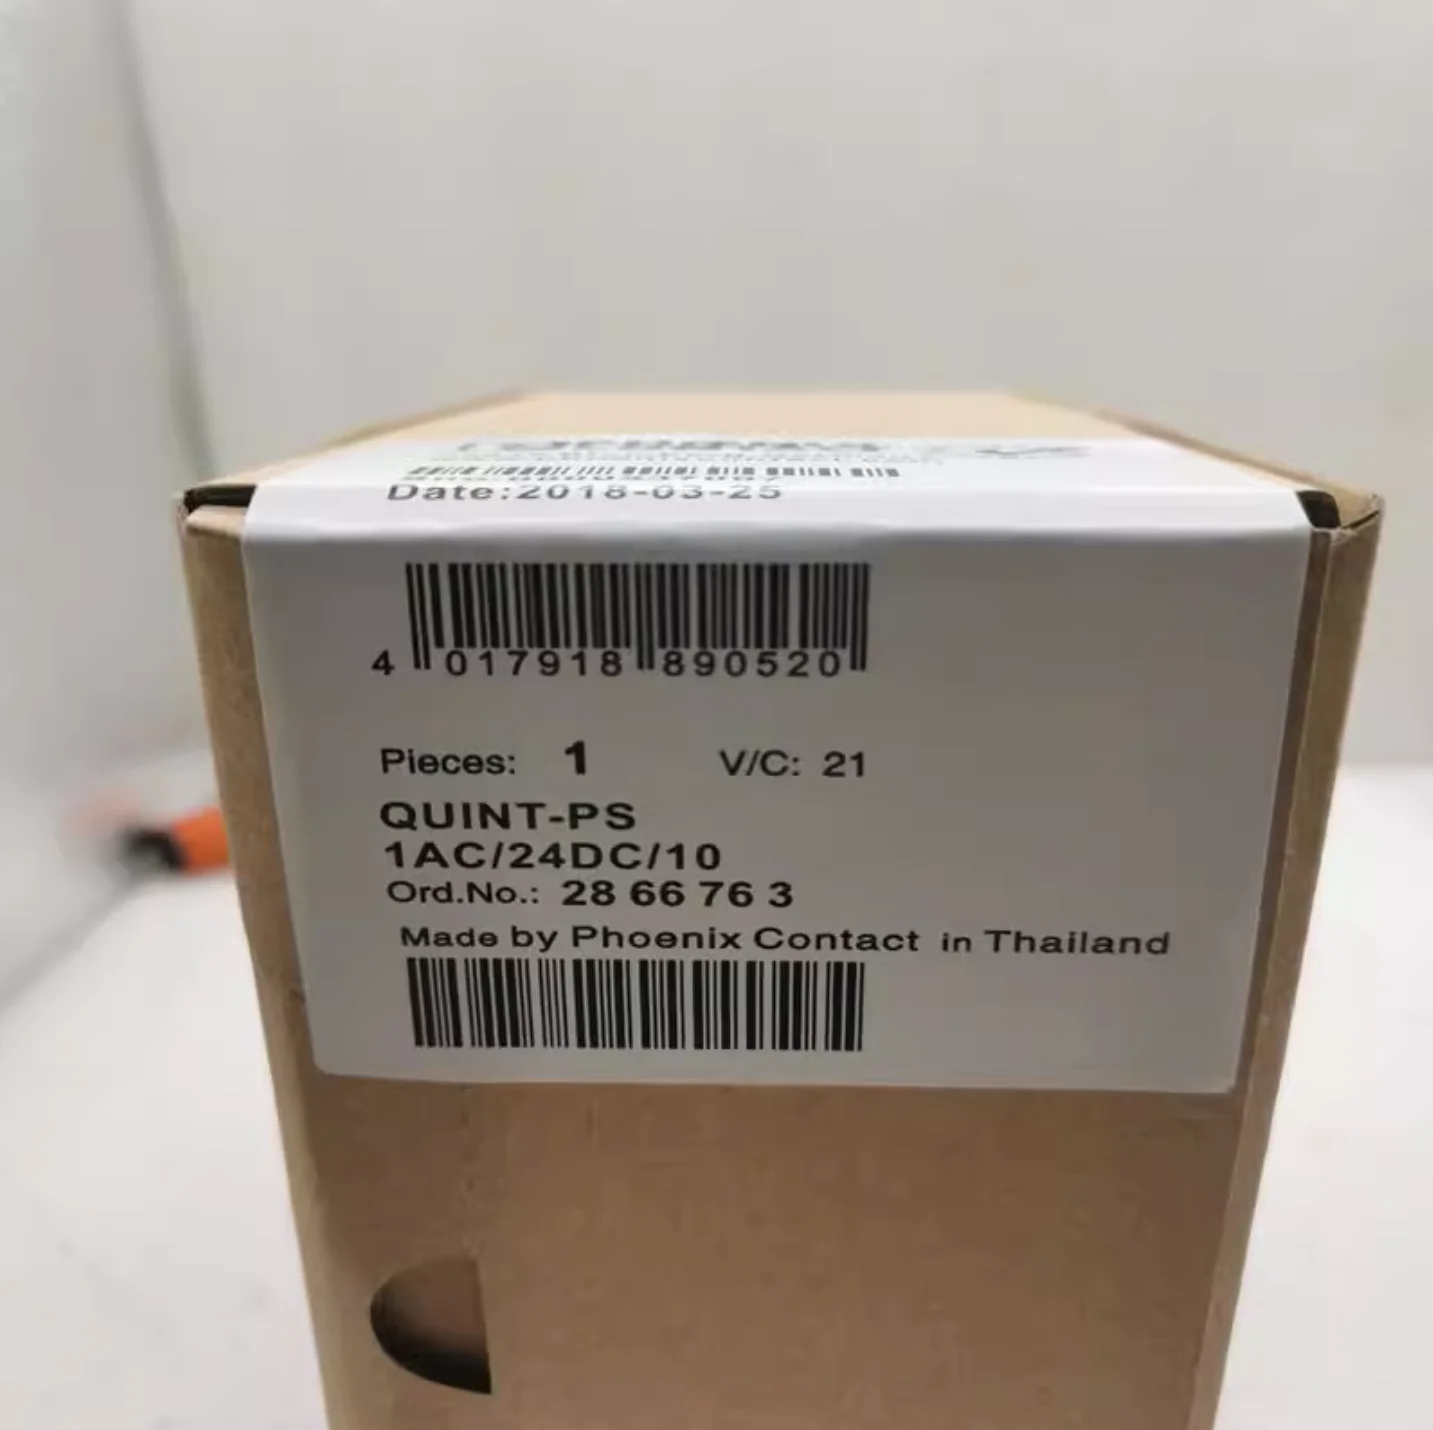 Date:2018-03-25
4 017918 890520
Pieces: 1 V/C: 21
QUINT-PS
1AC/24DC/10
Ord.No.: 28 66 76 3
Made by Phoenix Contact in Thailand